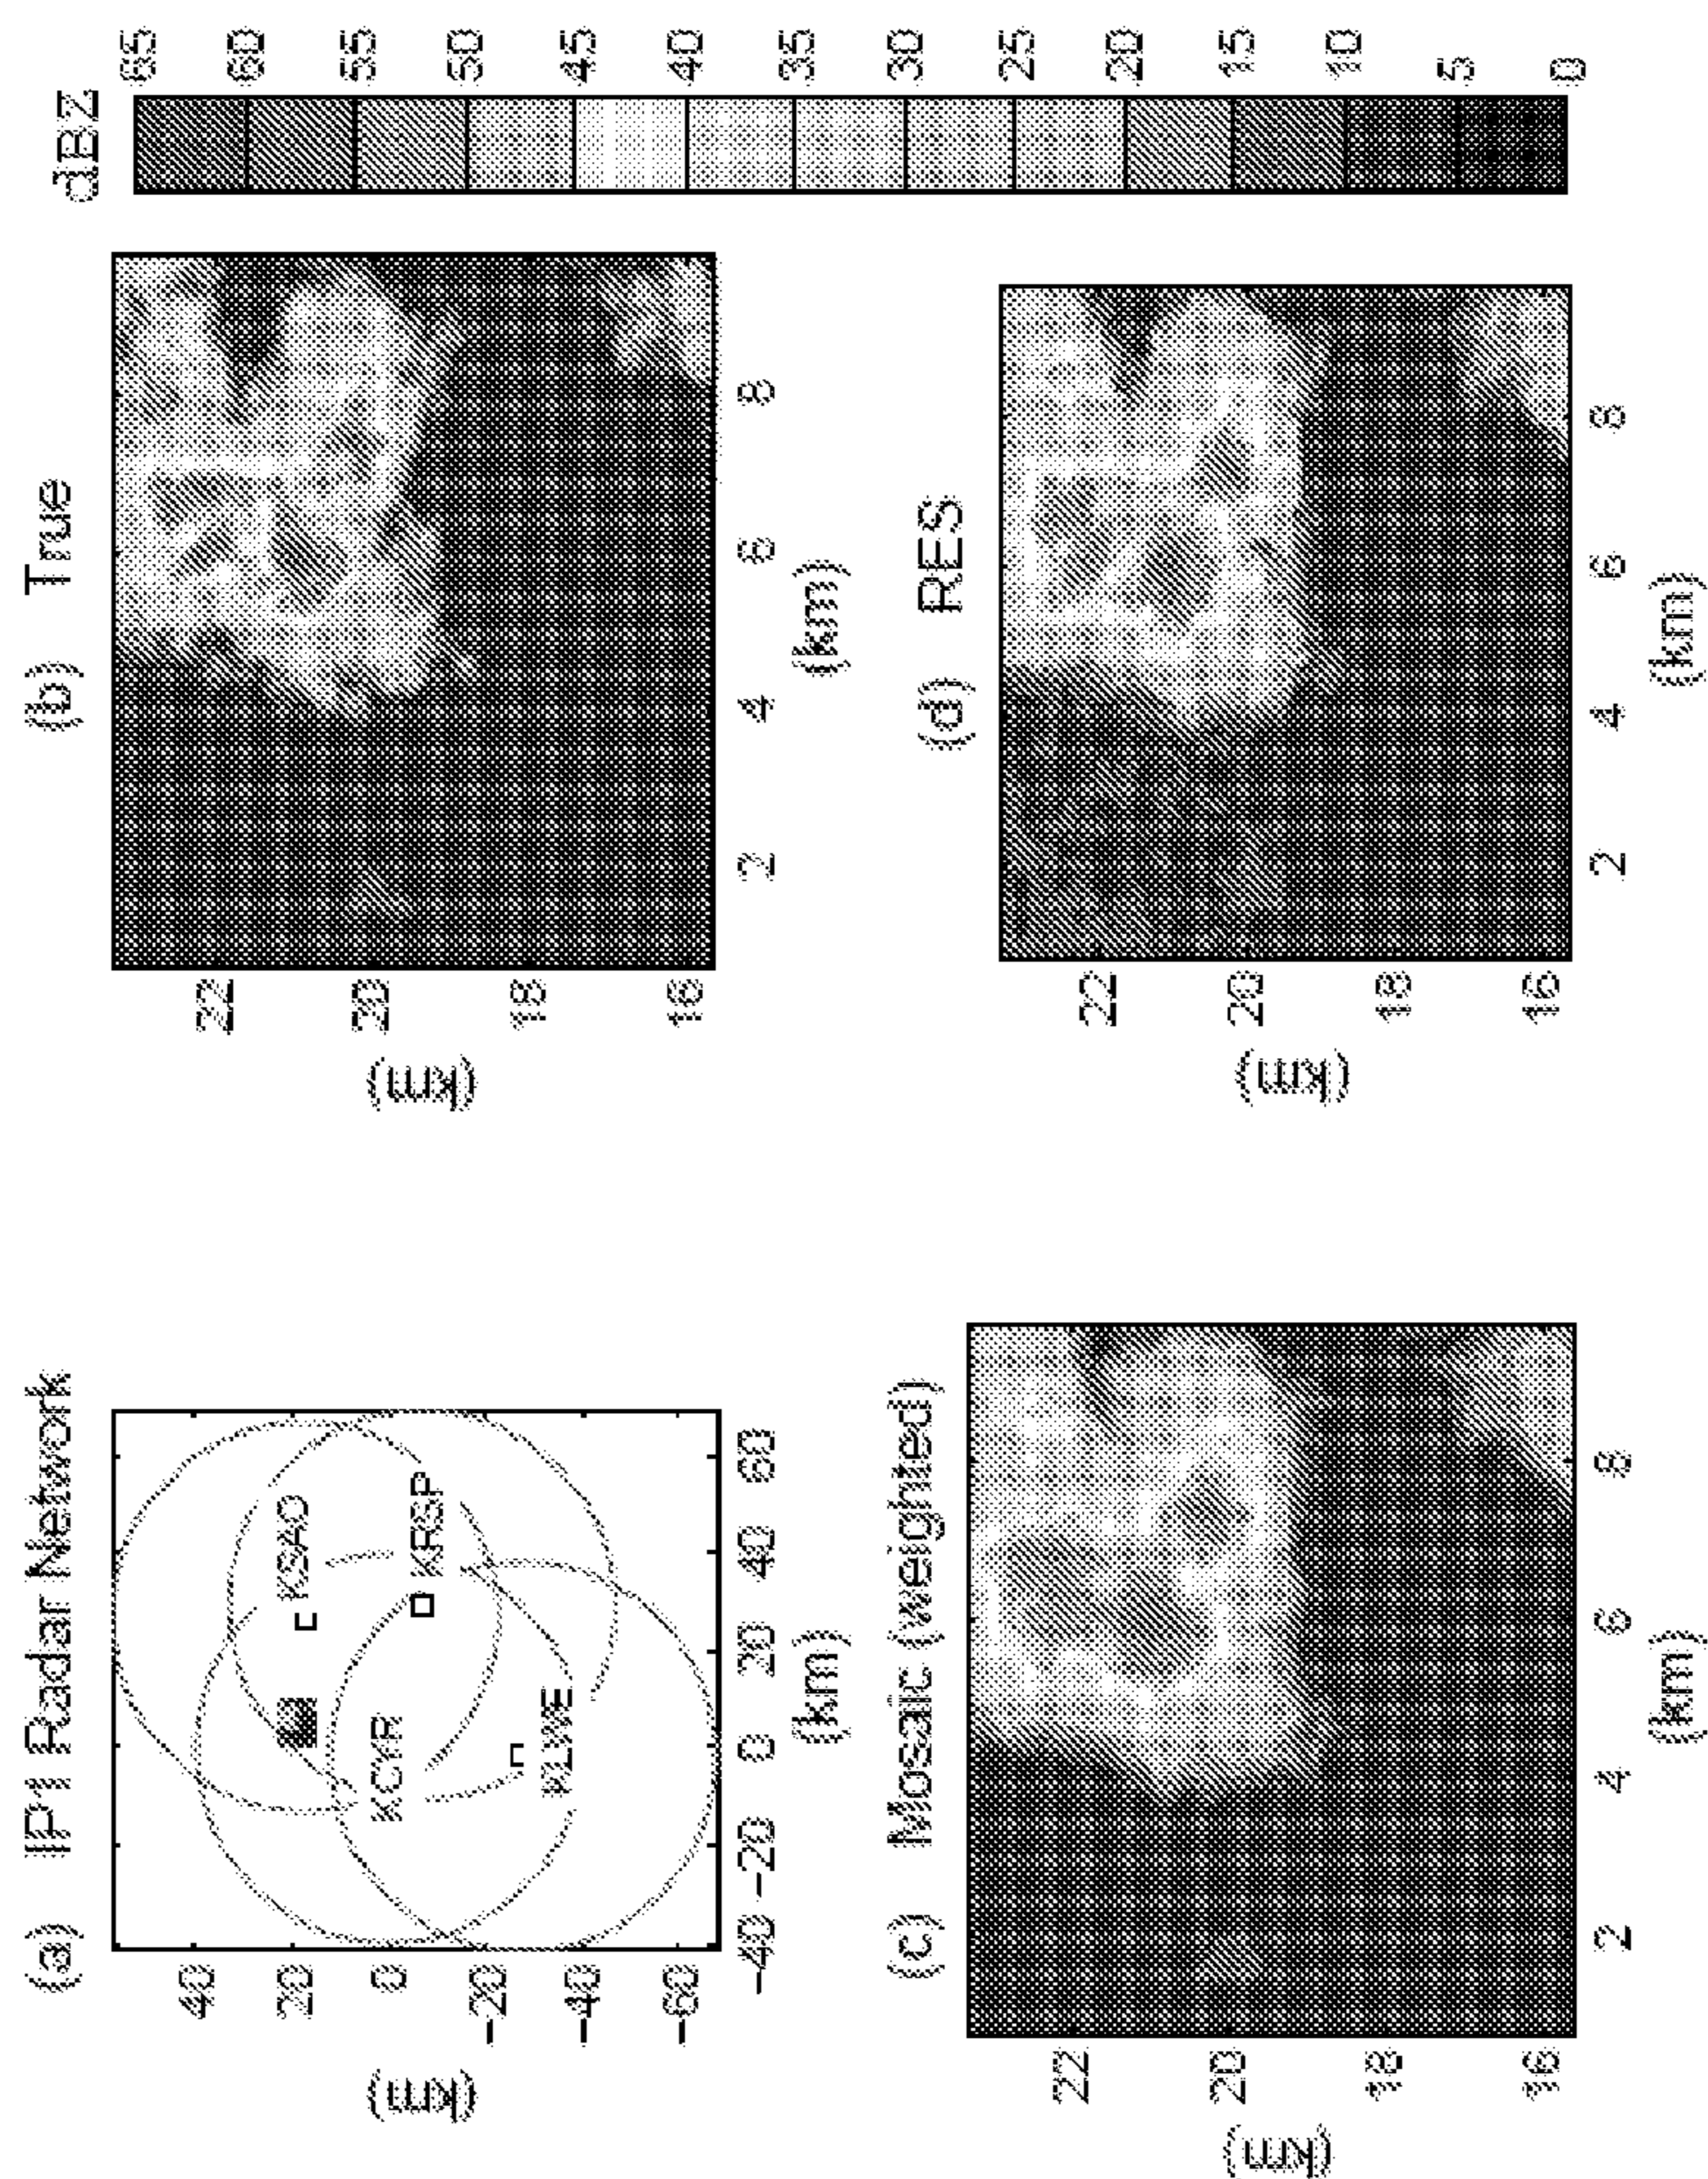 (a) IP1 Radar Network
(km)
40
20
0
-20
-40
-60
KSAO
KRSP
KCYR
KLWE
-40 -20 0 20 40 60
(km)
(b) True
(km)
22
20
18
16
2 4 6 8
(km)
(c) Mosaic (weighted)
(km)
22
20
18
16
2 4 6 8
(km)
(d) RES
(km)
22
20
18
16
2 4 6 8
(km)
dBZ
65
60
55
50
45
40
35
30
25
20
15
10
5
0